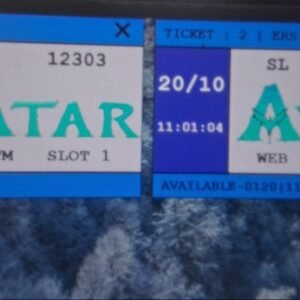 12303
ATAR
SLOT 1
TICKET : 2 | ERS
20/10
11:01:04
SL
WEB
AVAILABLE-0120|11